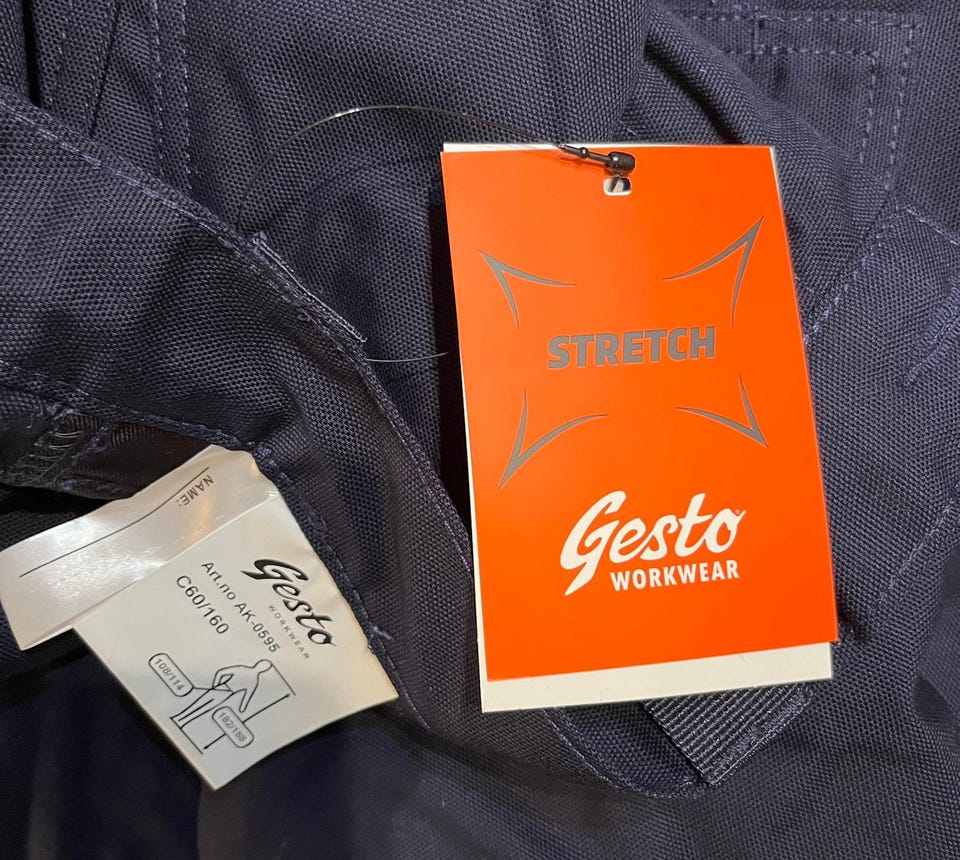 STRETCH
Gesto
WORKWEAR
NAME:
Gesto
WORKWEAR
Art.no AK-0595
C60/160
108/114
182/188